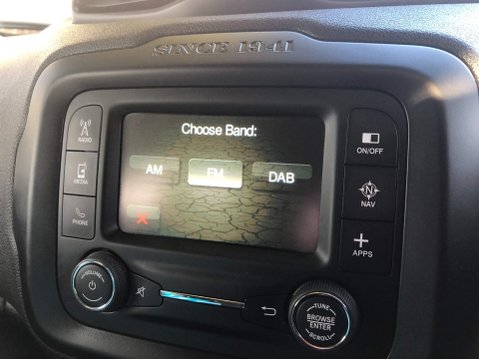 SINCE 1941
Choose Band:
AM FM DAB
RADIO
MEDIA
PHONE
ON/OFF
N
NAV
APPS
VOLUME
TUNE
BROWSE
ENTER
SCROLL